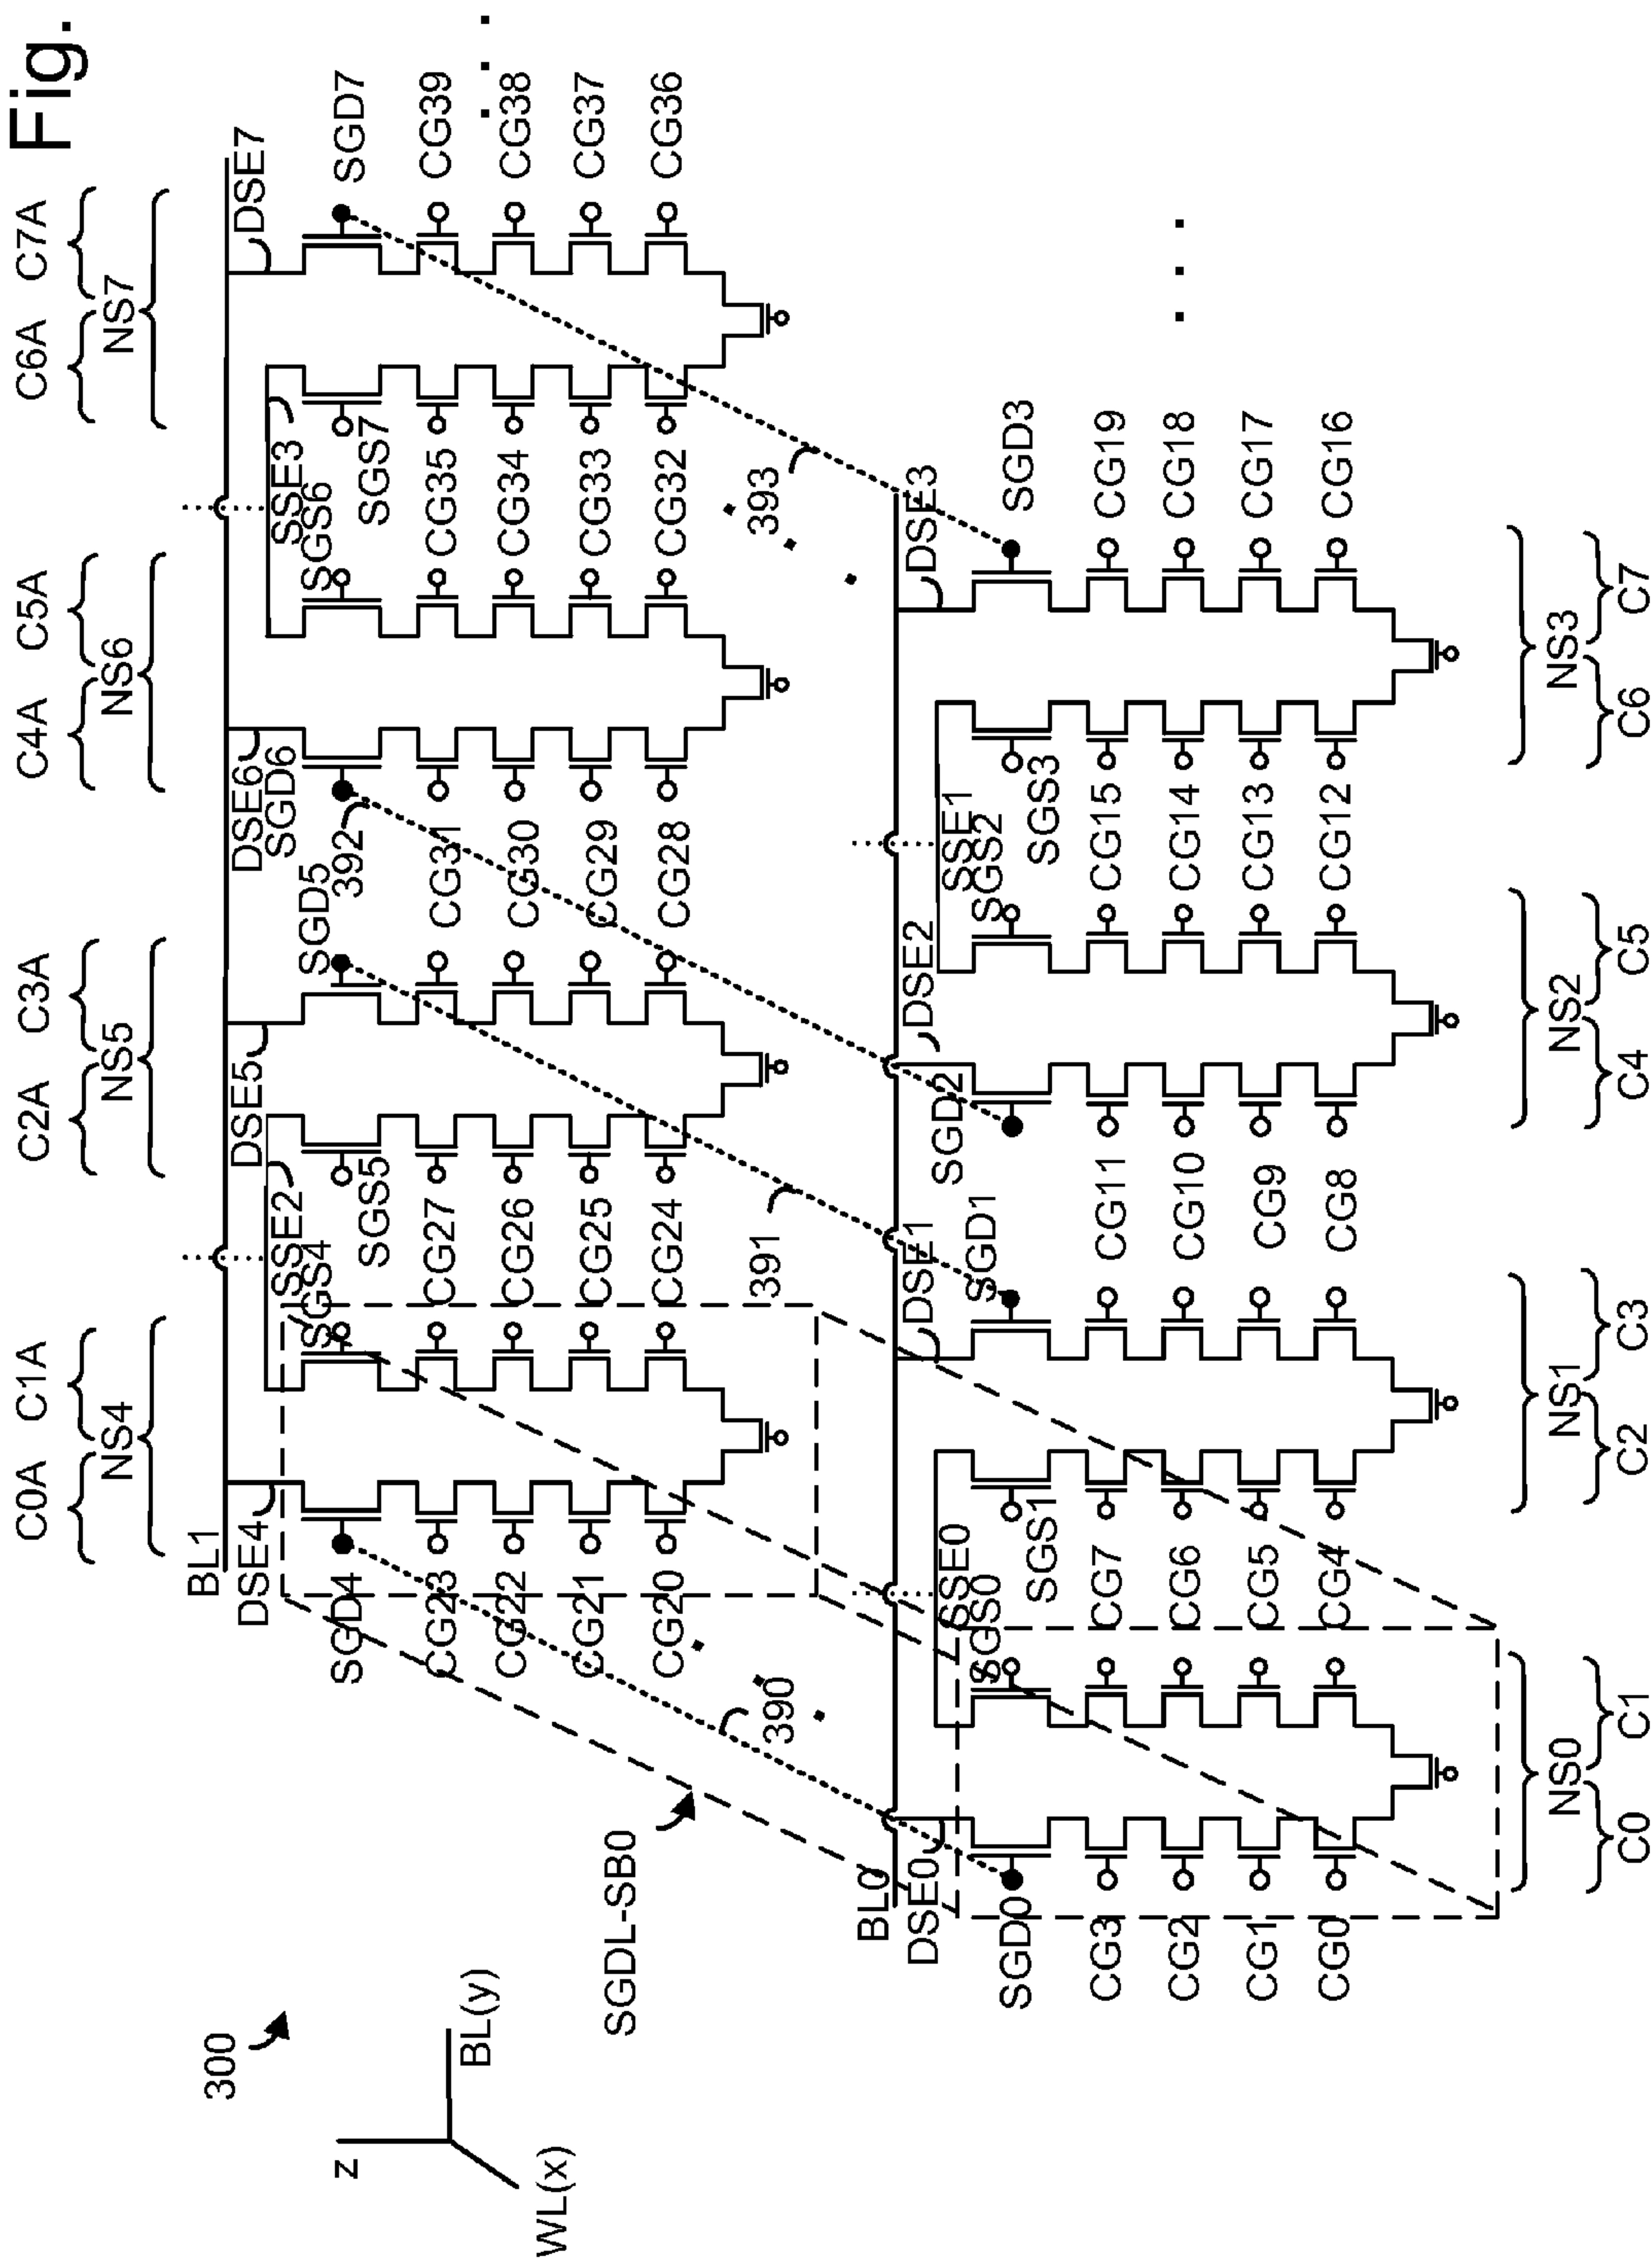 Fig.
C0A C1A C2A C3A C4A C5A C6A C7A
NS4 NS5 NS6 NS7
BL1
DSE4 DSE5 DSE6 DSE7
SSE2 SSE3
SGD4 SGS4 SGS5 SGD5 SGD6 SGS6 SGS7 SGD7
392
CG23 CG27 CG31 CG35 CG39
CG22 CG26 CG30 CG34 CG38
CG21 CG25 CG29 CG33 CG37
CG20 CG24 CG28 CG32 CG36
390 391 393
300
z
BL(y)
WL(x)
SGDL-SB0
BL0
DSE0 DSE1 DSE2 DSE3
SSE0 SSE1
SGD0 SGS0 SGS1 SGD1 SGD2 SGS2 SGS3 SGD3
CG3 CG7 CG11 CG15 CG19
CG2 CG6 CG10 CG14 CG18
CG1 CG5 CG9 CG13 CG17
CG0 CG4 CG8 CG12 CG16
NS0 NS1 NS2 NS3
C0 C1 C2 C3 C4 C5 C6 C7